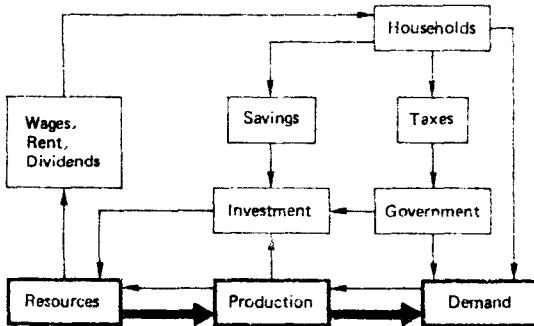 Households
Wages,
Rent,
Dividends
Savings
Taxes
Investment
Government
Resources
Production
Demand